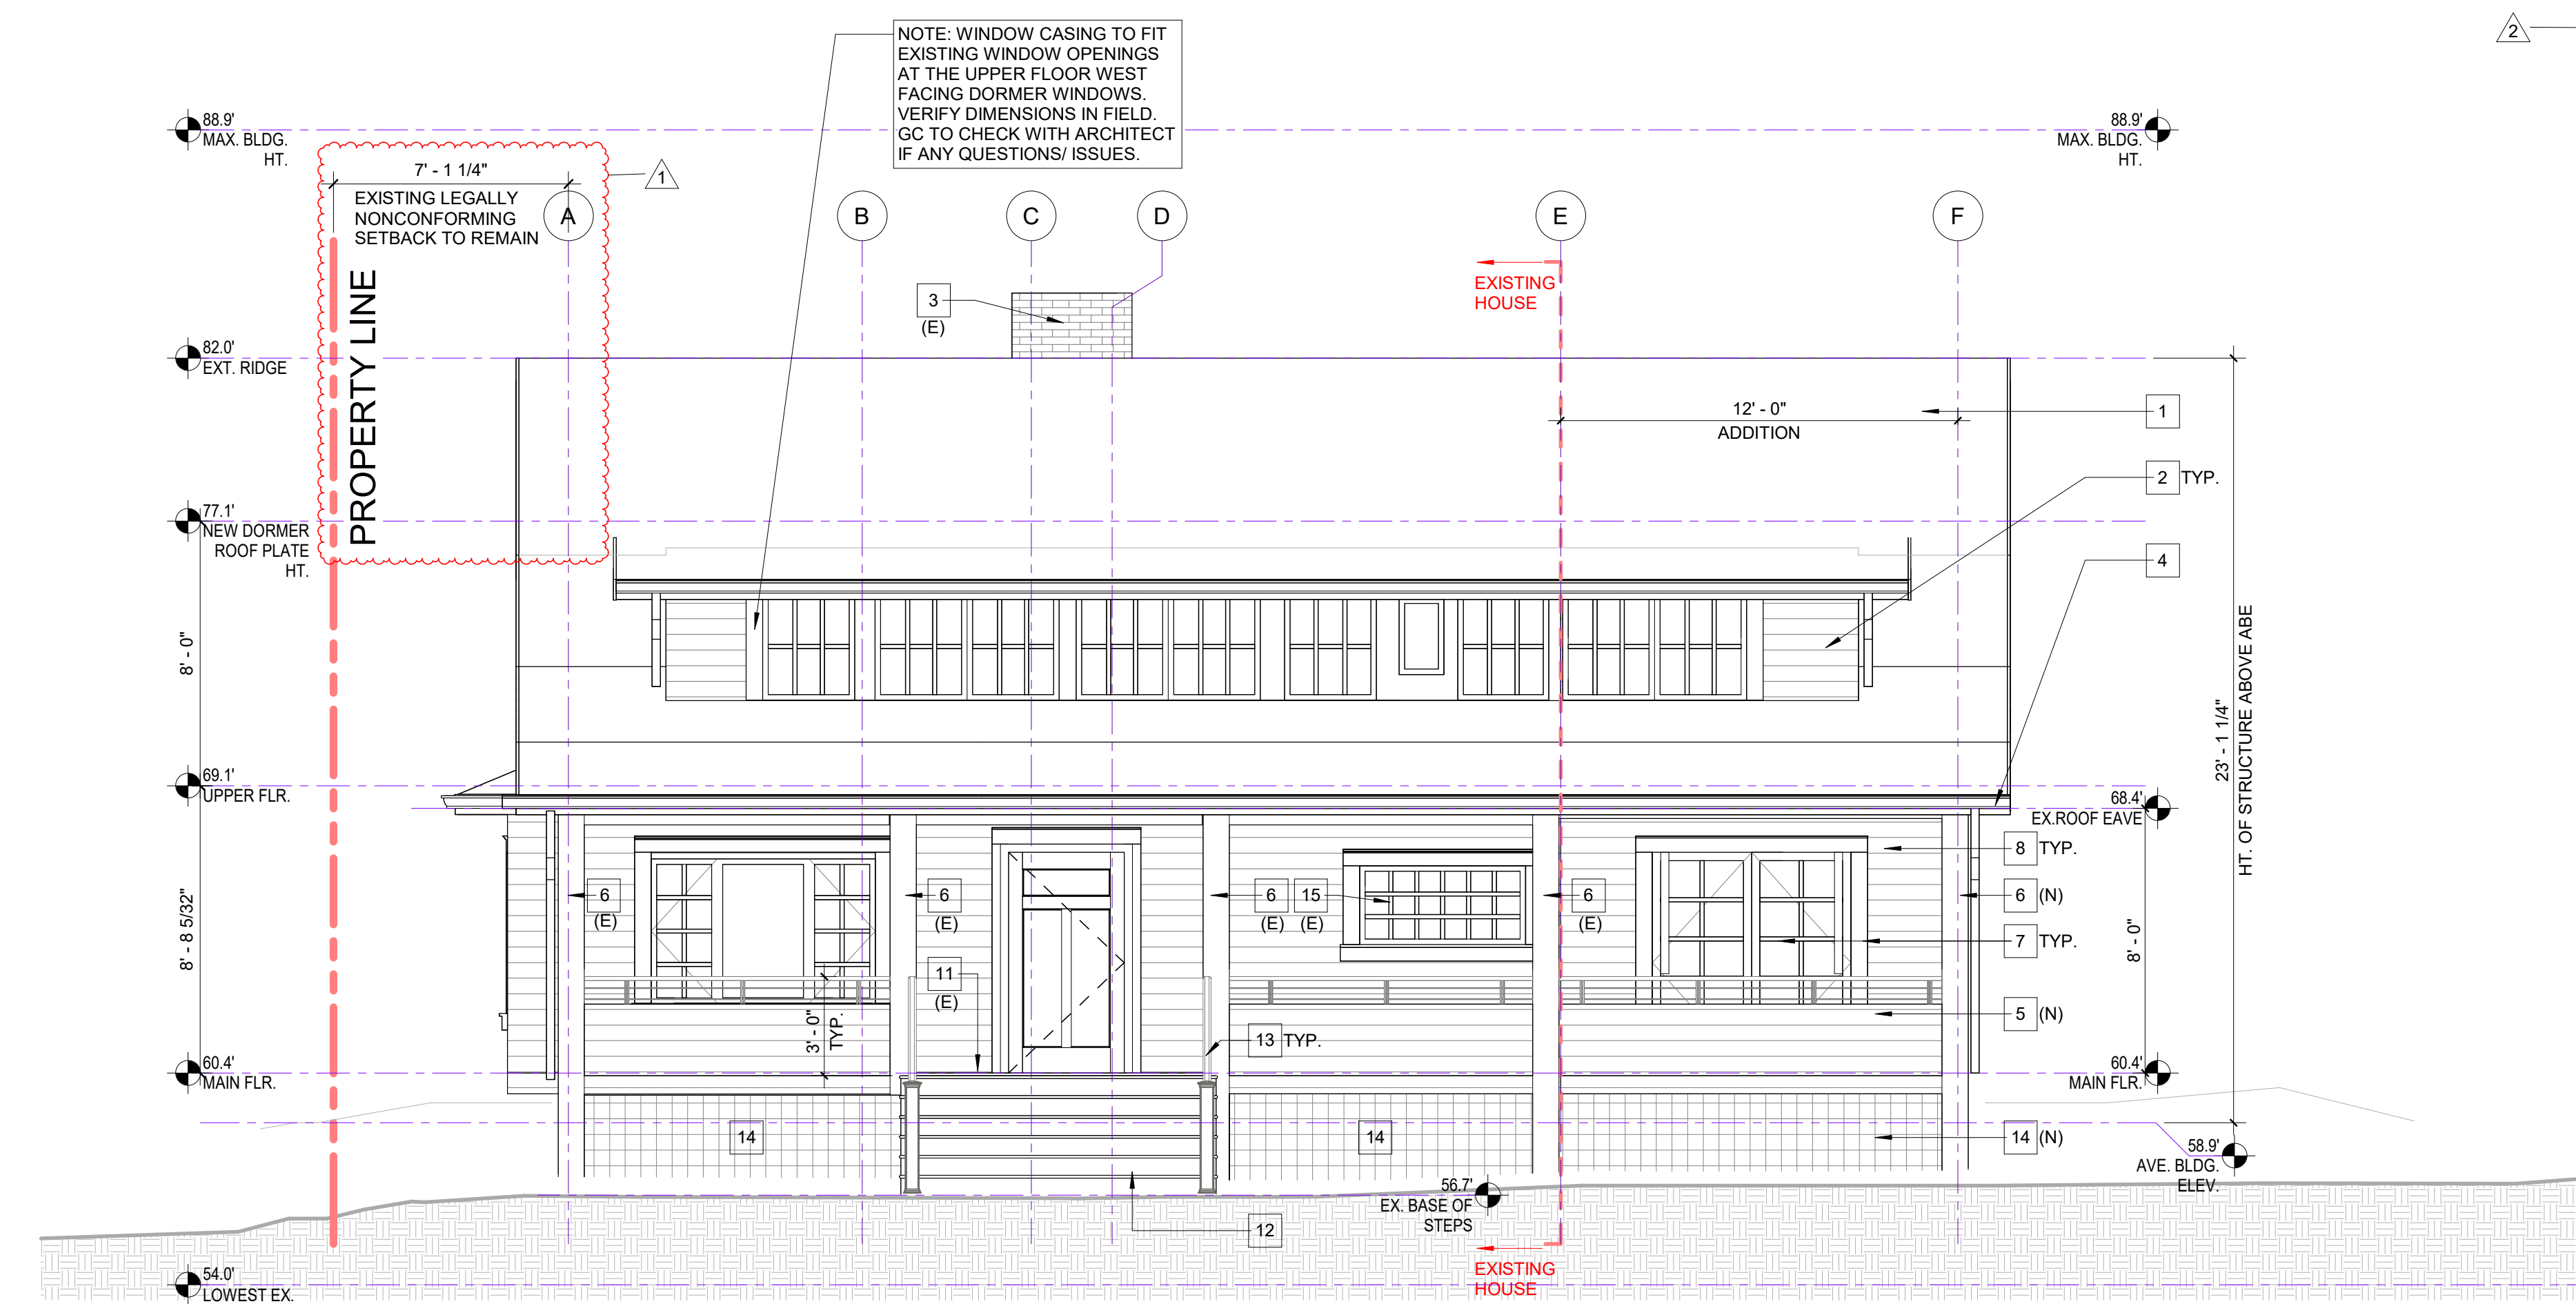 NOTE: WINDOW CASING TO FIT
EXISTING WINDOW OPENINGS
AT THE UPPER FLOOR WEST
FACING DORMER WINDOWS.
VERIFY DIMENSIONS IN FIELD.
GC TO CHECK WITH ARCHITECT
IF ANY QUESTIONS/ ISSUES.
2
88.9'
MAX. BLDG.
HT.
88.9'
MAX. BLDG.
HT.
7' - 1 1/4"
EXISTING LEGALLY
NONCONFORMING
SETBACK TO REMAIN
1
PROPERTY LINE
A
B
C
D
E
F
EXISTING
HOUSE
3
(E)
82.0'
EXT. RIDGE
12' - 0"
ADDITION
1
2 TYP.
4
77.1'
NEW DORMER
ROOF PLATE
HT.
8' - 0"
23' - 1 1/4"
HT. OF STRUCTURE ABOVE ABE
69.1'
UPPER FLR.
68.4'
EX.ROOF EAVE
8 TYP.
6
(E)
6
(E)
6
(E)
15
(E)
6
(E)
6 (N)
7 TYP.
8' - 8 5/32"
8' - 0"
11
(E)
3' - 0"
TYP.
5 (N)
13 TYP.
60.4'
MAIN FLR.
60.4'
MAIN FLR.
14
14
14 (N)
58.9'
AVE. BLDG.
ELEV.
56.7'
EX. BASE OF
STEPS
12
EXISTING
HOUSE
54.0'
LOWEST EX.